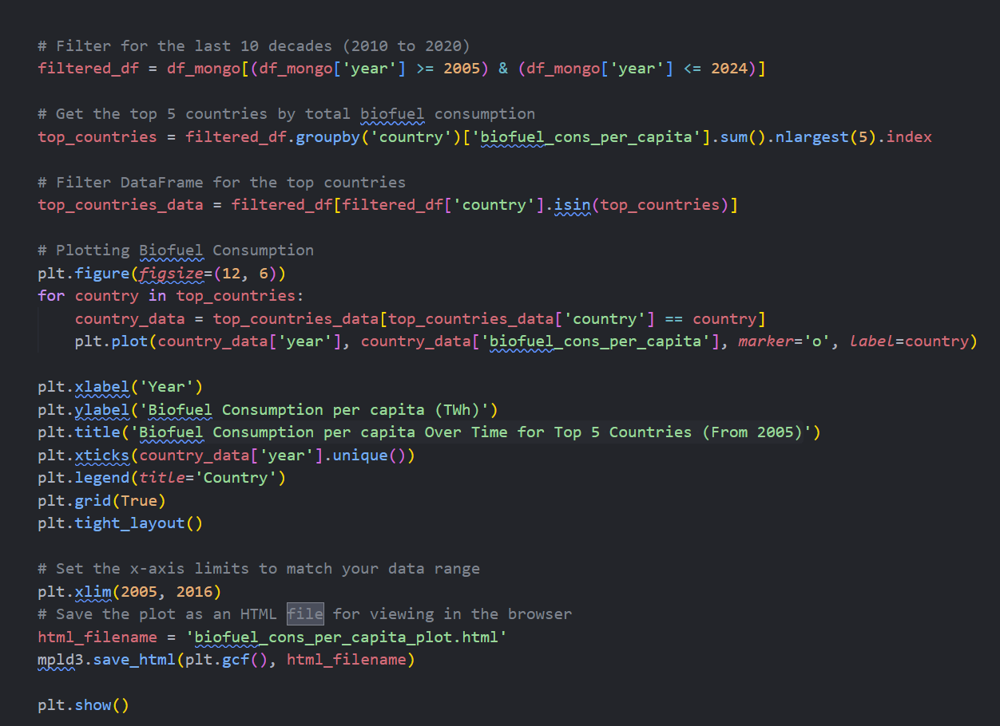 # Filter for the last 10 decades (2010 to 2020)
filtered_df = df_mongo[(df_mongo['year'] >= 2005) & (df_mongo['year'] <= 2024)]
# Get the top 5 countries by total biofuel consumption
top_countries = filtered_df.groupby('country')['biofuel_cons_per_capita'].sum().nlargest(5).index
# Filter DataFrame for the top countries
top_countries_data = filtered_df[filtered_df['country'].isin(top_countries)]
# Plotting Biofuel Consumption
plt.figure(figsize=(12, 6))
for country in top_countries:
    country_data = top_countries_data[top_countries_data['country'] == country]
    plt.plot(country_data['year'], country_data['biofuel_cons_per_capita'], marker='o', label=country)
plt.xlabel('Year')
plt.ylabel('Biofuel Consumption per capita (TWh)')
plt.title('Biofuel Consumption per capita Over Time for Top 5 Countries (From 2005)')
plt.xticks(country_data['year'].unique())
plt.legend(title='Country')
plt.grid(True)
plt.tight_layout()
# Set the x-axis limits to match your data range
plt.xlim(2005, 2016)
# Save the plot as an HTML file for viewing in the browser
html_filename = 'biofuel_cons_per_capita_plot.html'
mpld3.save_html(plt.gcf(), html_filename)
plt.show()